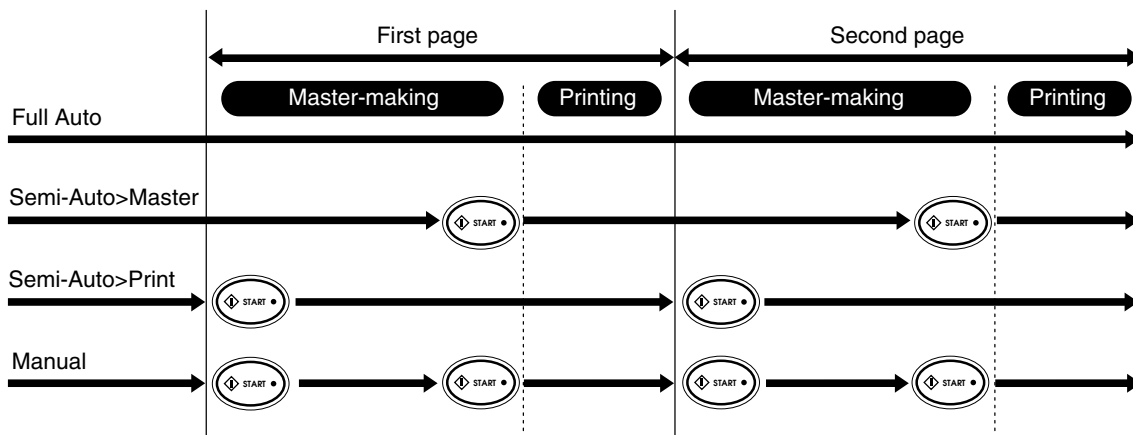 First page Second page
Master-making Printing Master-making Printing
Full Auto
Semi-Auto>Master
START START
Semi-Auto>Print
START START
Manual
START START START START